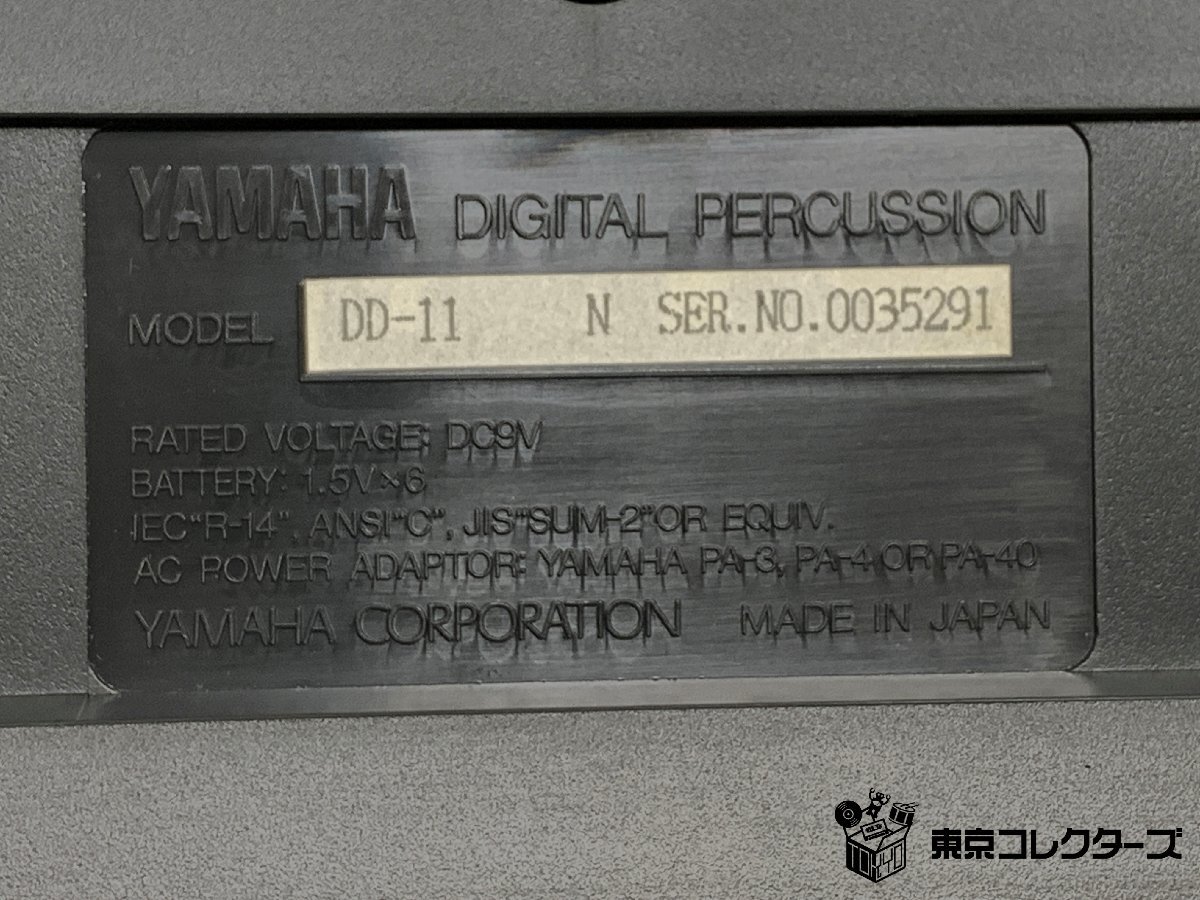 YAMAHA DIGITAL PERCUSSION
MODEL DD-11 N SER.NO.0035291
RATED VOLTAGE: DC9V
BATTERY: 1.5V×6
IEC"R-14", ANSI"C", JIS"SUM-2"OR EQUIV.
AC POWER ADAPTIOR: YAMAHA PA-3, PA-4 OR PA-40
YAMAHA CORPORATION MADE IN JAPAN
TOKYO
東京コレクターズ